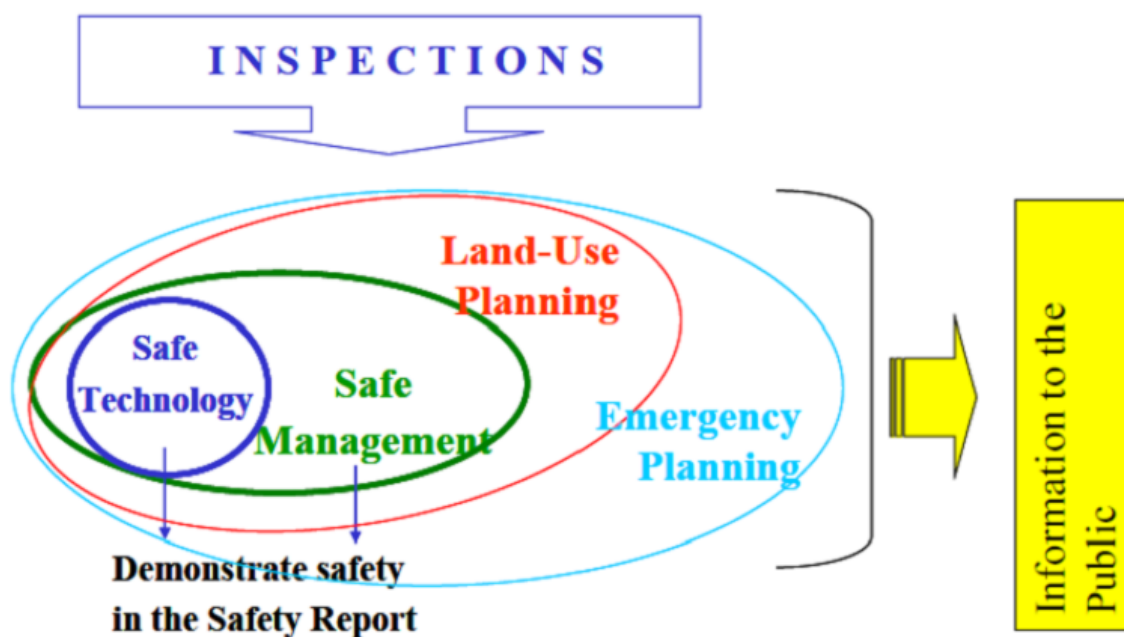 I N S P E C T I O N S
Land-Use
Planning
Safe
Technology
Safe
Management
Emergency
Planning
Demonstrate safety
in the Safety Report
Information to the
Public